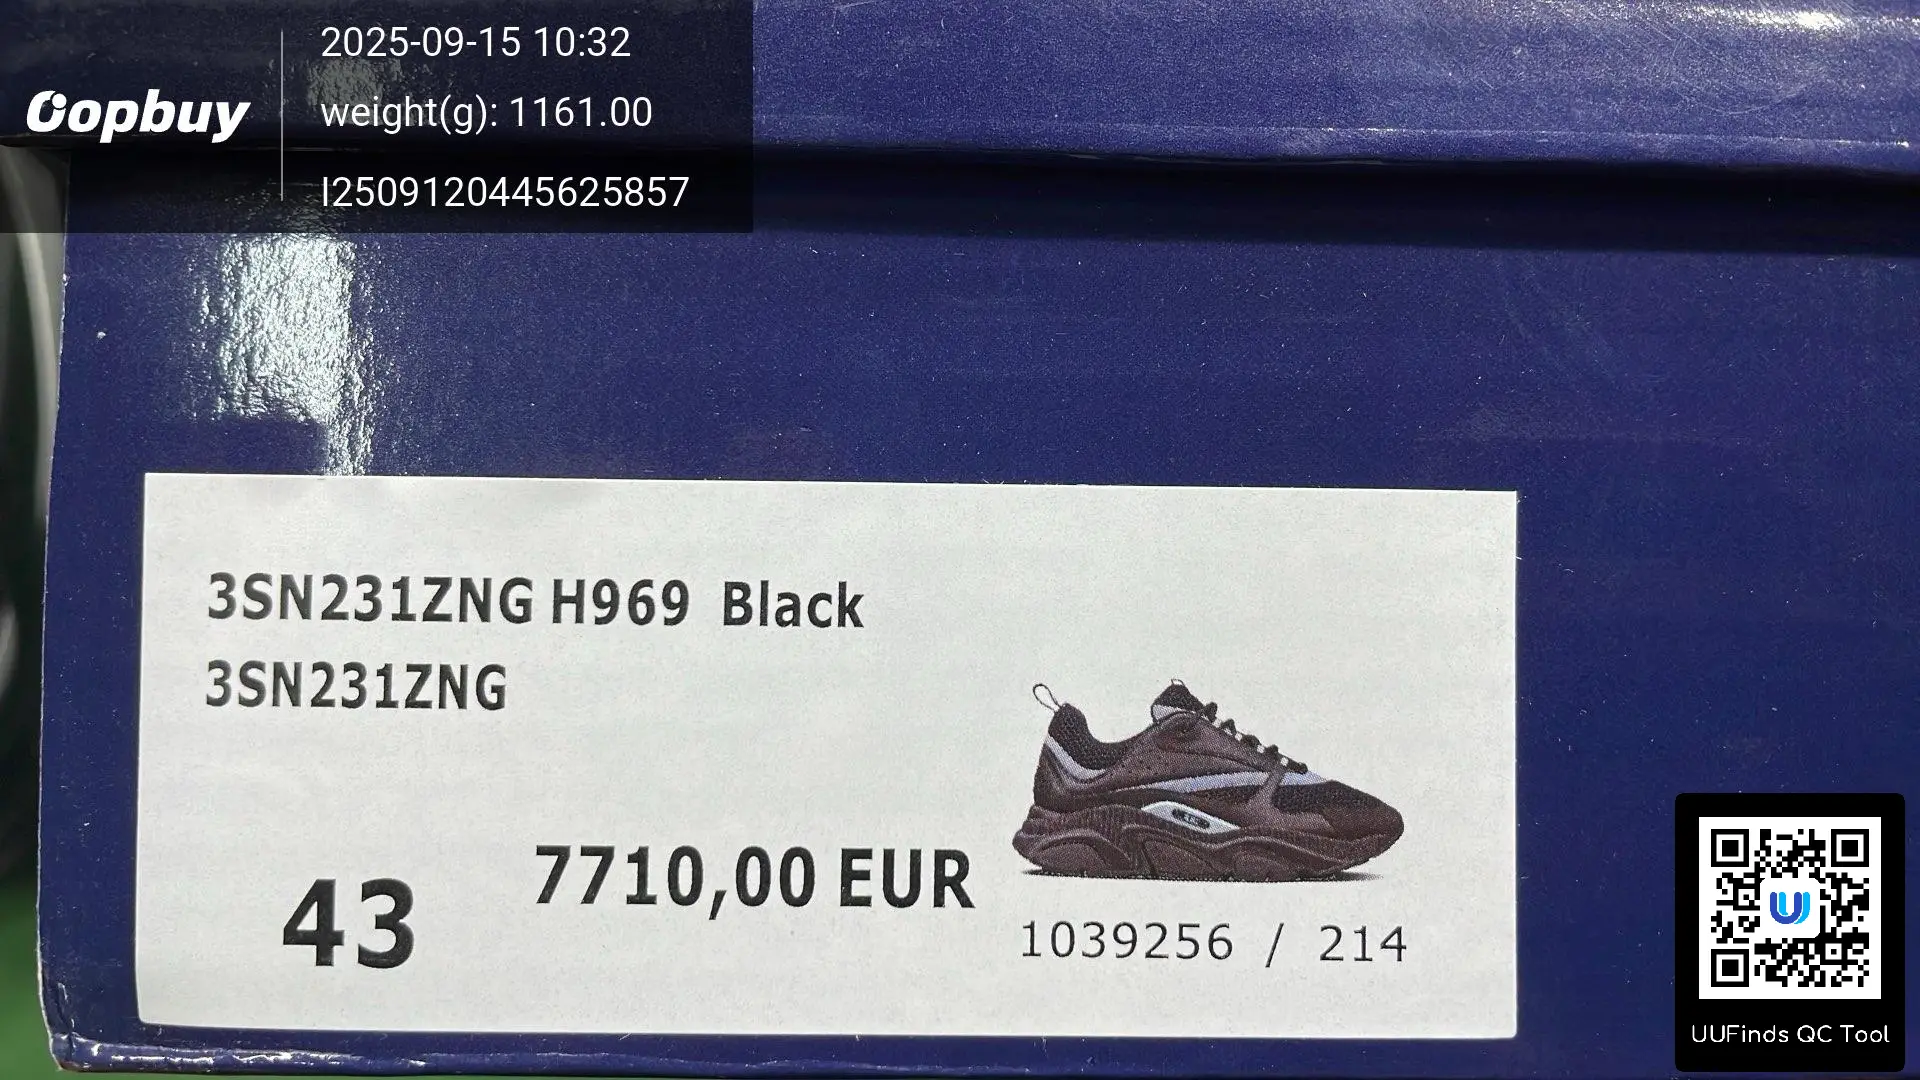 Oopbuy
2025-09-15 10:32
weight(g): 1161.00
I2509120445625857
3SN231ZNG H969 Black
3SN231ZNG
43
7710,00 EUR
1039256 / 214
UUFinds QC Tool